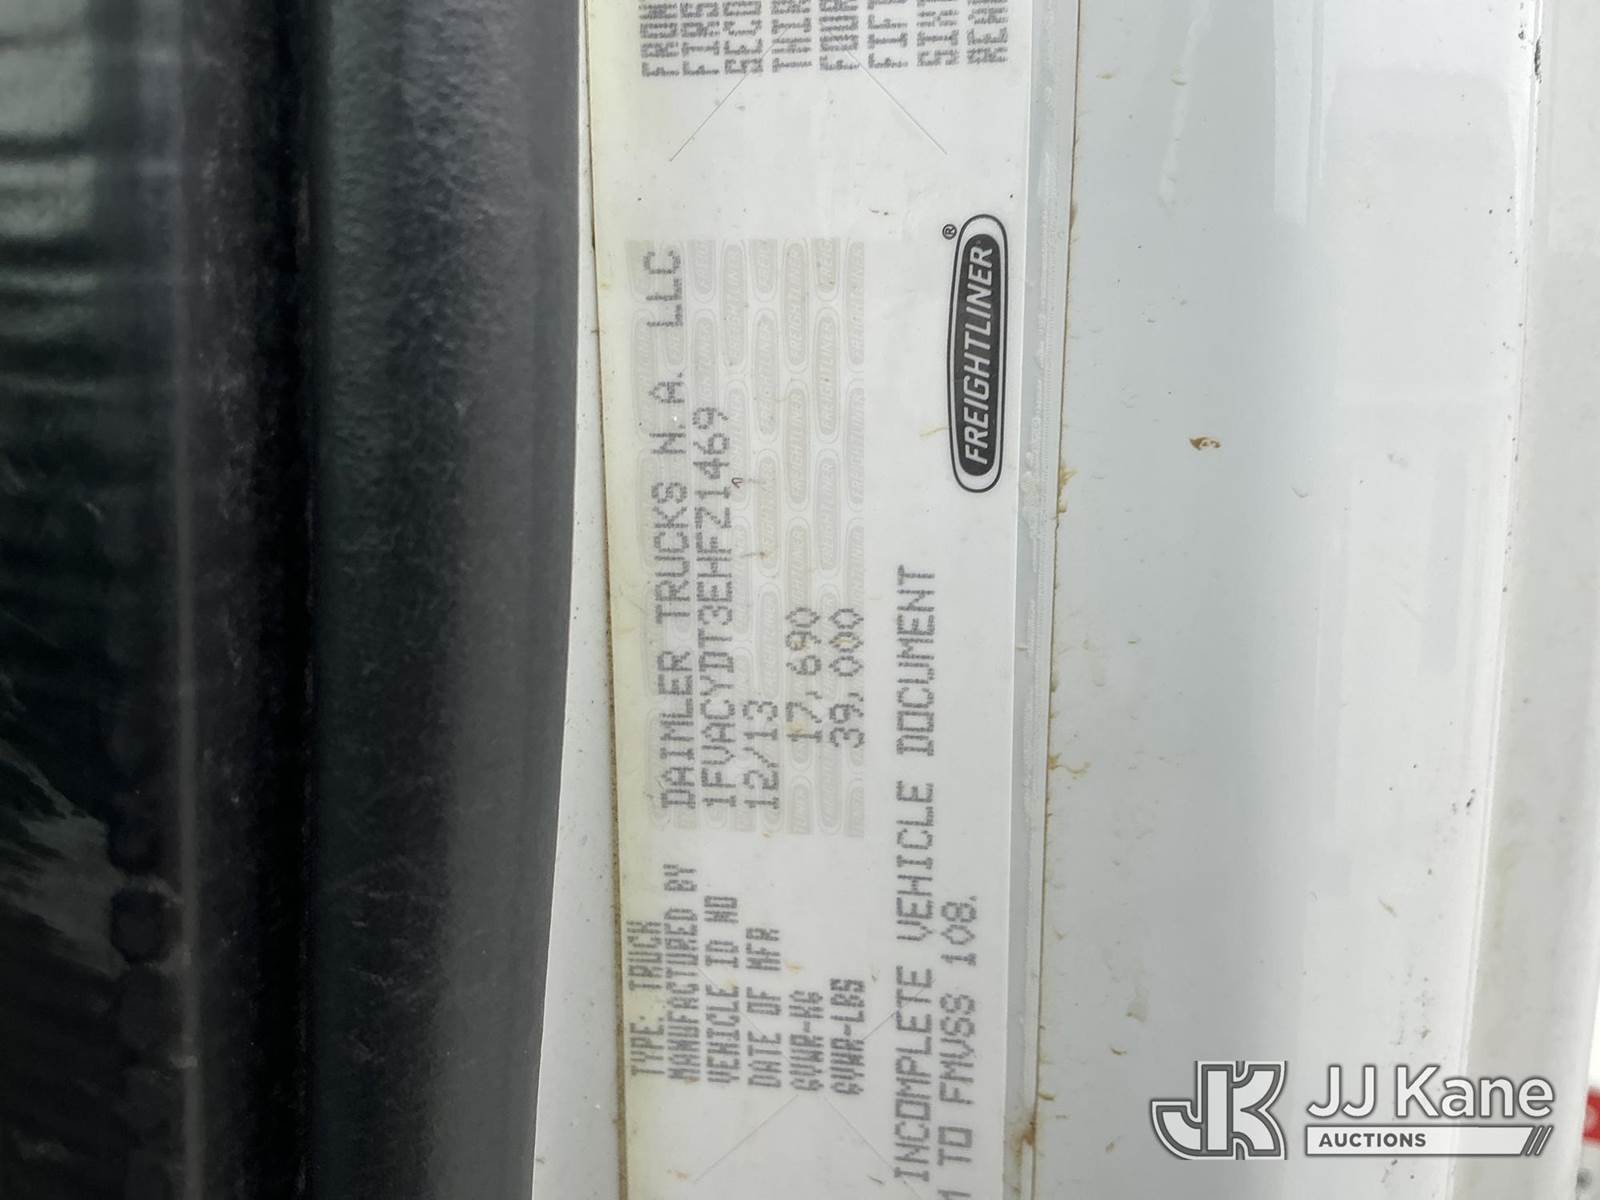 TYPE: TRUCK
MANUFACTURED BY DAIMLER TRUCKS N.A. LLC
VEHICLE ID NO 1FVACYDT3EHFZ1469
DATE OF MFR 12/13
GVWR-KG 17,690
GVWR-LBS 39,000
INCOMPLETE VEHICLE DOCUMENT
TO FMVSS 108.
FREIGHTLINER®
JK JJ Kane
AUCTIONS